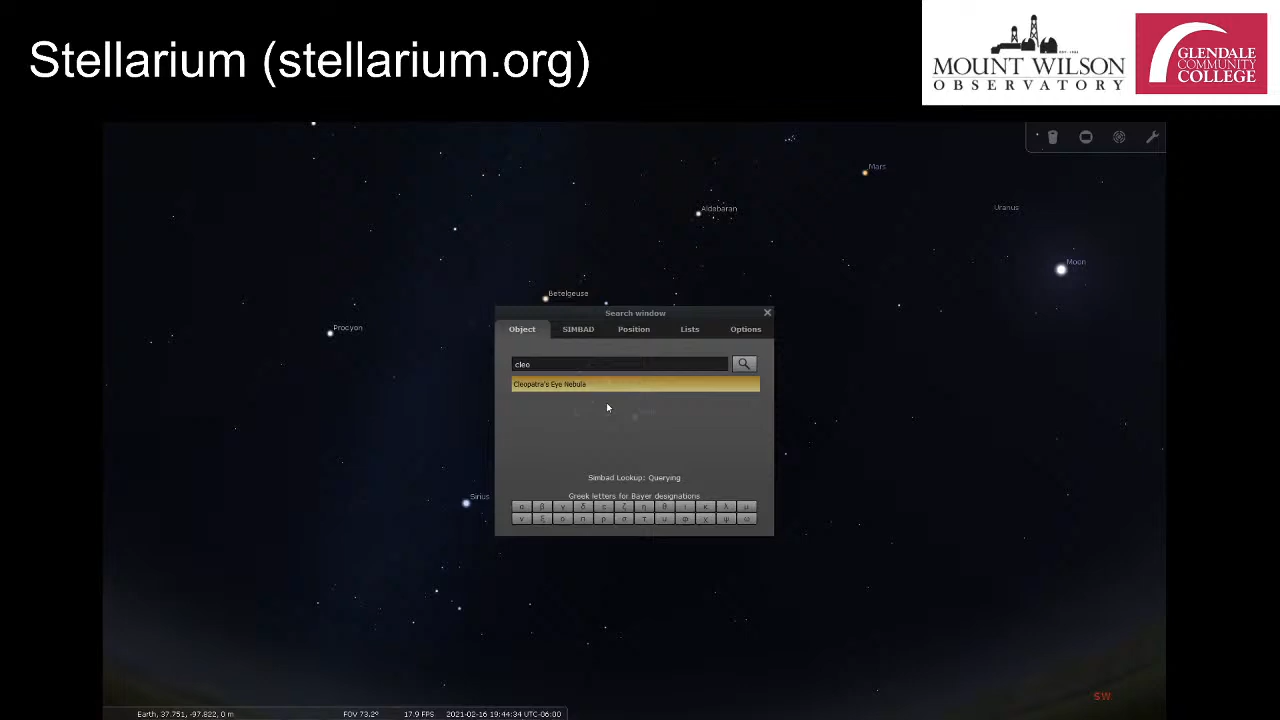 Stellarium (stellarium.org)
EST. 1904
MOUNT WILSON
OBSERVATORY
GLENDALE
COMMUNITY
COLLEGE
Mars
Aldebaran
Uranus
Moon
Betelgeuse
Procyon
Sirius
Search window
Object SIMBAD Position Lists Options
cleo
Cleopatra's Eye Nebula
Simbad Lookup: Querying
Greek letters for Bayer designations
α β γ δ ε ζ η θ ι κ λ μ
ν ξ ο π ρ σ τ υ φ χ ψ ω
SW
Earth, 37.751, -97.822, 0 m FOV 73.2° 17.9 FPS 2021-02-16 19:44:34 UTC-06:00